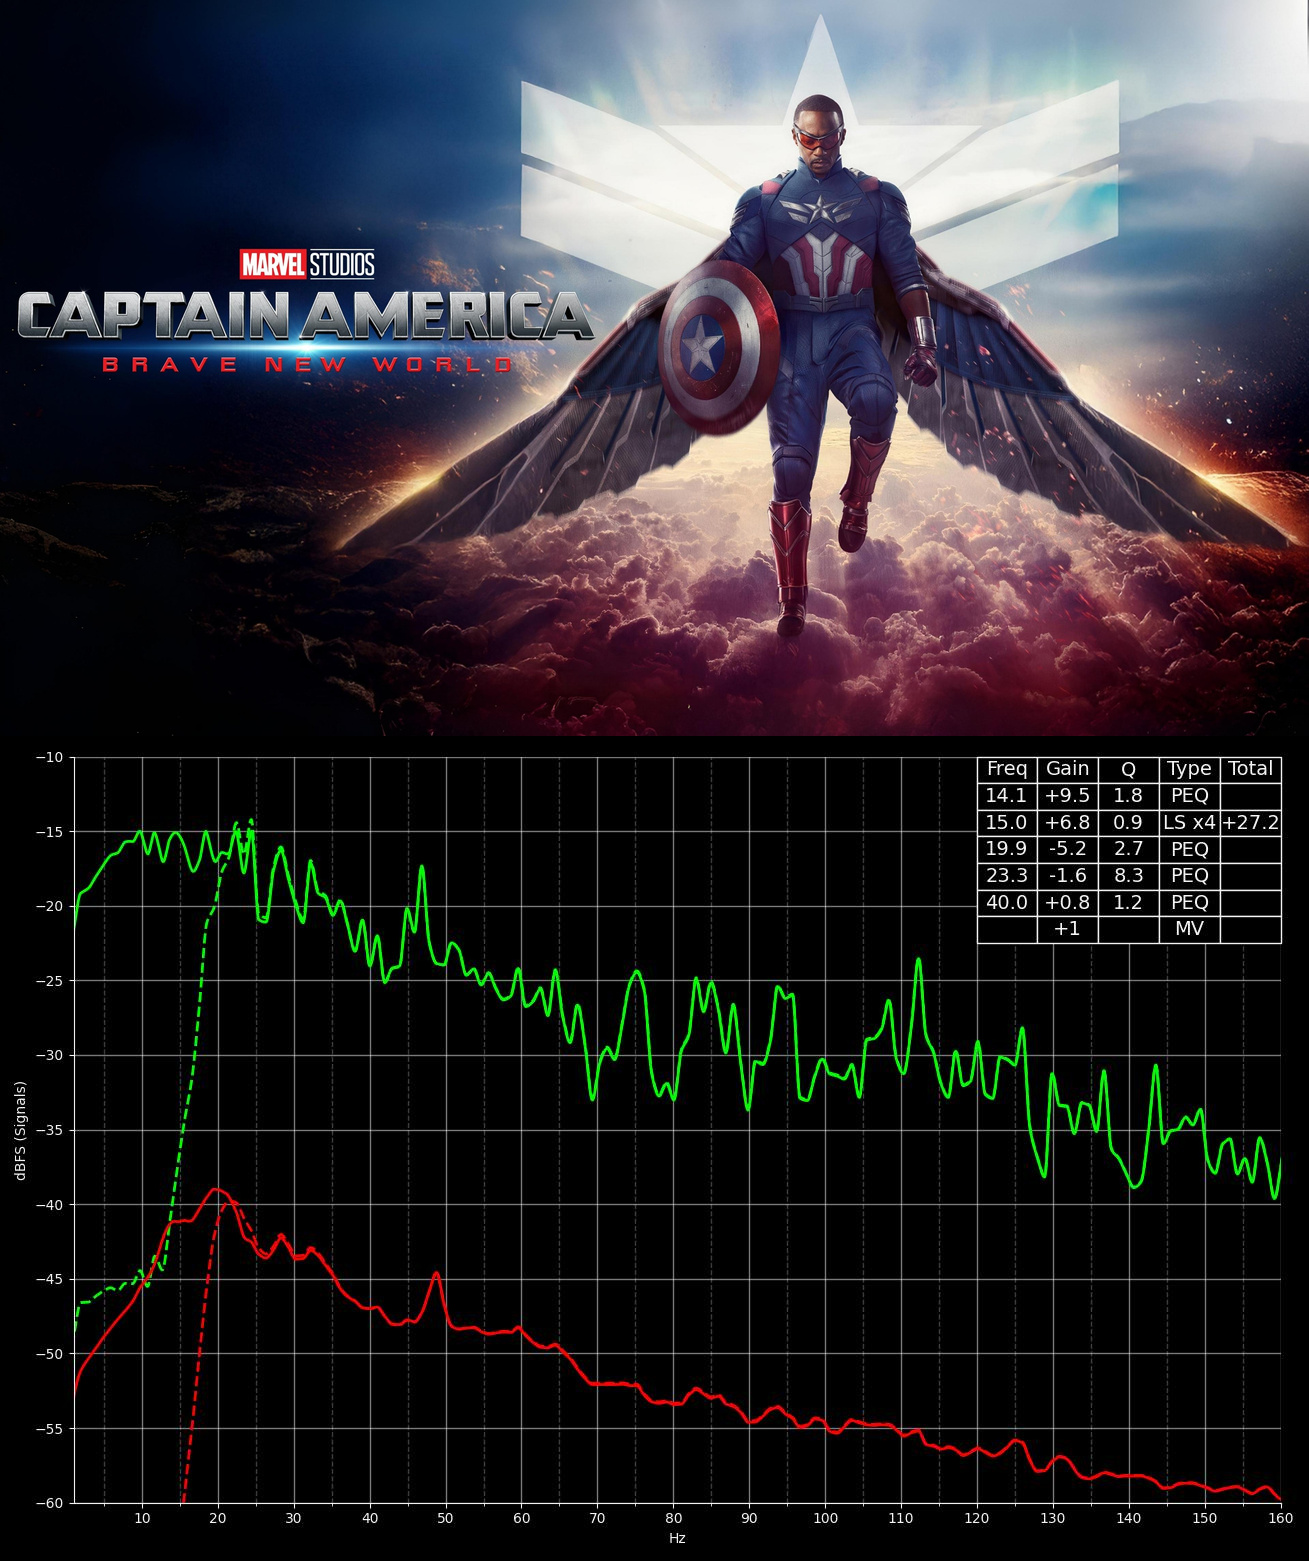 MARVEL STUDIOS
CAPTAIN AMERICA
BRAVE NEW WORLD
Freq Gain Q Type Total
14.1 +9.5 1.8 PEQ
15.0 +6.8 0.9 LS x4 +27.2
19.9 -5.2 2.7 PEQ
23.3 -1.6 8.3 PEQ
40.0 +0.8 1.2 PEQ
+1 MV
−10
−15
−20
−25
−30
−35
−40
−45
−50
−55
−60
dBFS (Signals)
10 20 30 40 50 60 70 80 90 100 110 120 130 140 150 160
Hz